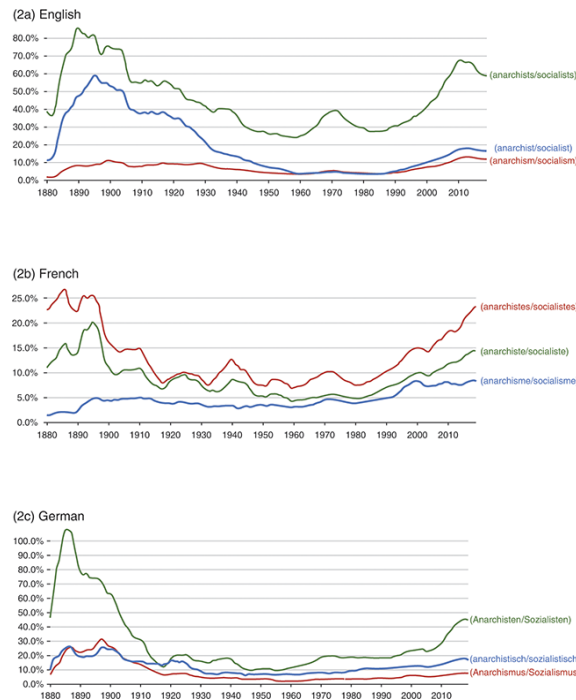 (2a) English
80.0%
70.0%
60.0%
50.0%
40.0%
30.0%
20.0%
10.0%
0.0%
1880 1890 1900 1910 1920 1930 1940 1950 1960 1970 1980 1990 2000 2010
(anarchists/socialists)
(anarchist/socialist)
(anarchism/socialism)
(2b) French
25.0%
20.0%
15.0%
10.0%
5.0%
0.0%
1880 1890 1900 1910 1920 1930 1940 1950 1960 1970 1980 1990 2000 2010
(anarchistes/socialistes)
(anarchiste/socialiste)
(anarchisme/socialisme
(2c) German
100.0%
90.0%
80.0%
70.0%
60.0%
50.0%
40.0%
30.0%
20.0%
10.0%
0.0%
1880 1890 1900 1910 1920 1930 1940 1950 1960 1970 1980 1990 2000 2010
(Anarchisten/Sozialisten)
(anarchistisch/sozialistisch
(Anarchismus/Sozialismus